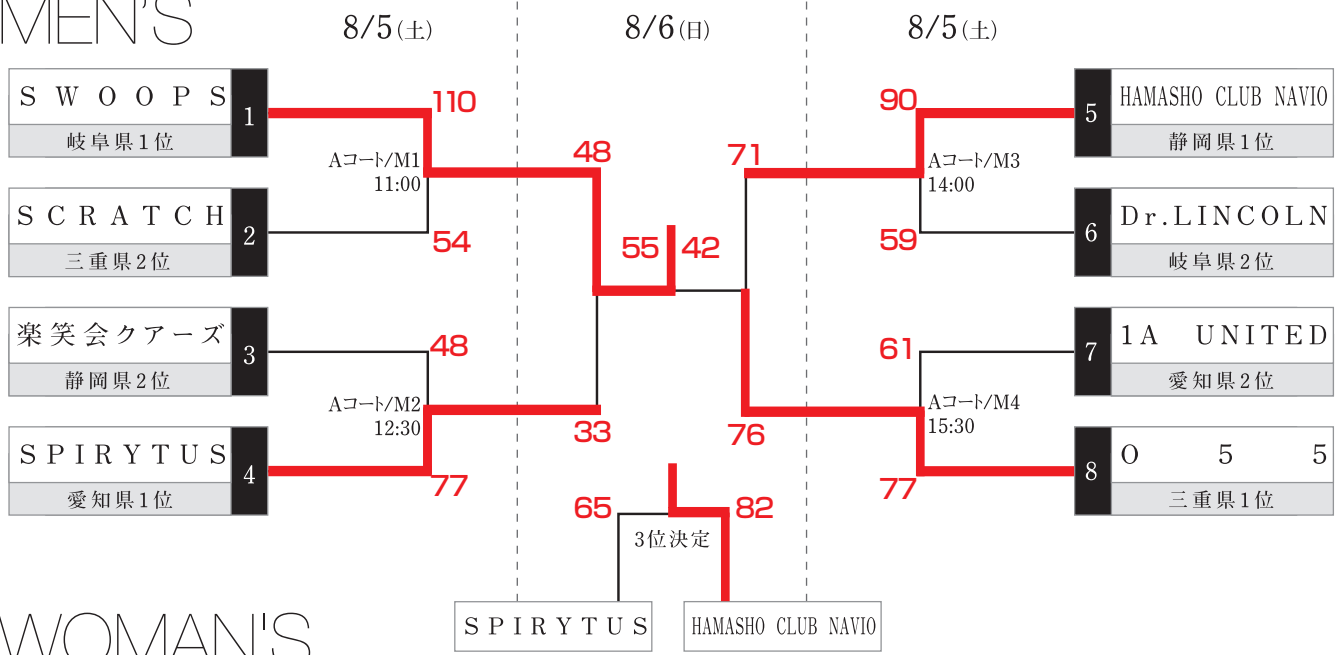 MEN'S
8/5(土)
8/6(日)
8/5(土)
SWOOPS
1
岐阜県1位
110
Aコート/M1
11:00
SCRATCH
2
三重県2位
54
楽笑会クアーズ
3
静岡県2位
48
Aコート/M2
12:30
SPIRYTUS
4
愛知県1位
77
48
33
55
42
71
76
90
5
HAMASHO CLUB NAVIO
静岡県1位
Aコート/M3
14:00
59
6
Dr.LINCOLN
岐阜県2位
61
7
1A UNITED
愛知県2位
Aコート/M4
15:30
77
8
O55
三重県1位
65
82
3位決定
SPIRYTUS
HAMASHO CLUB NAVIO
WOMAN'S